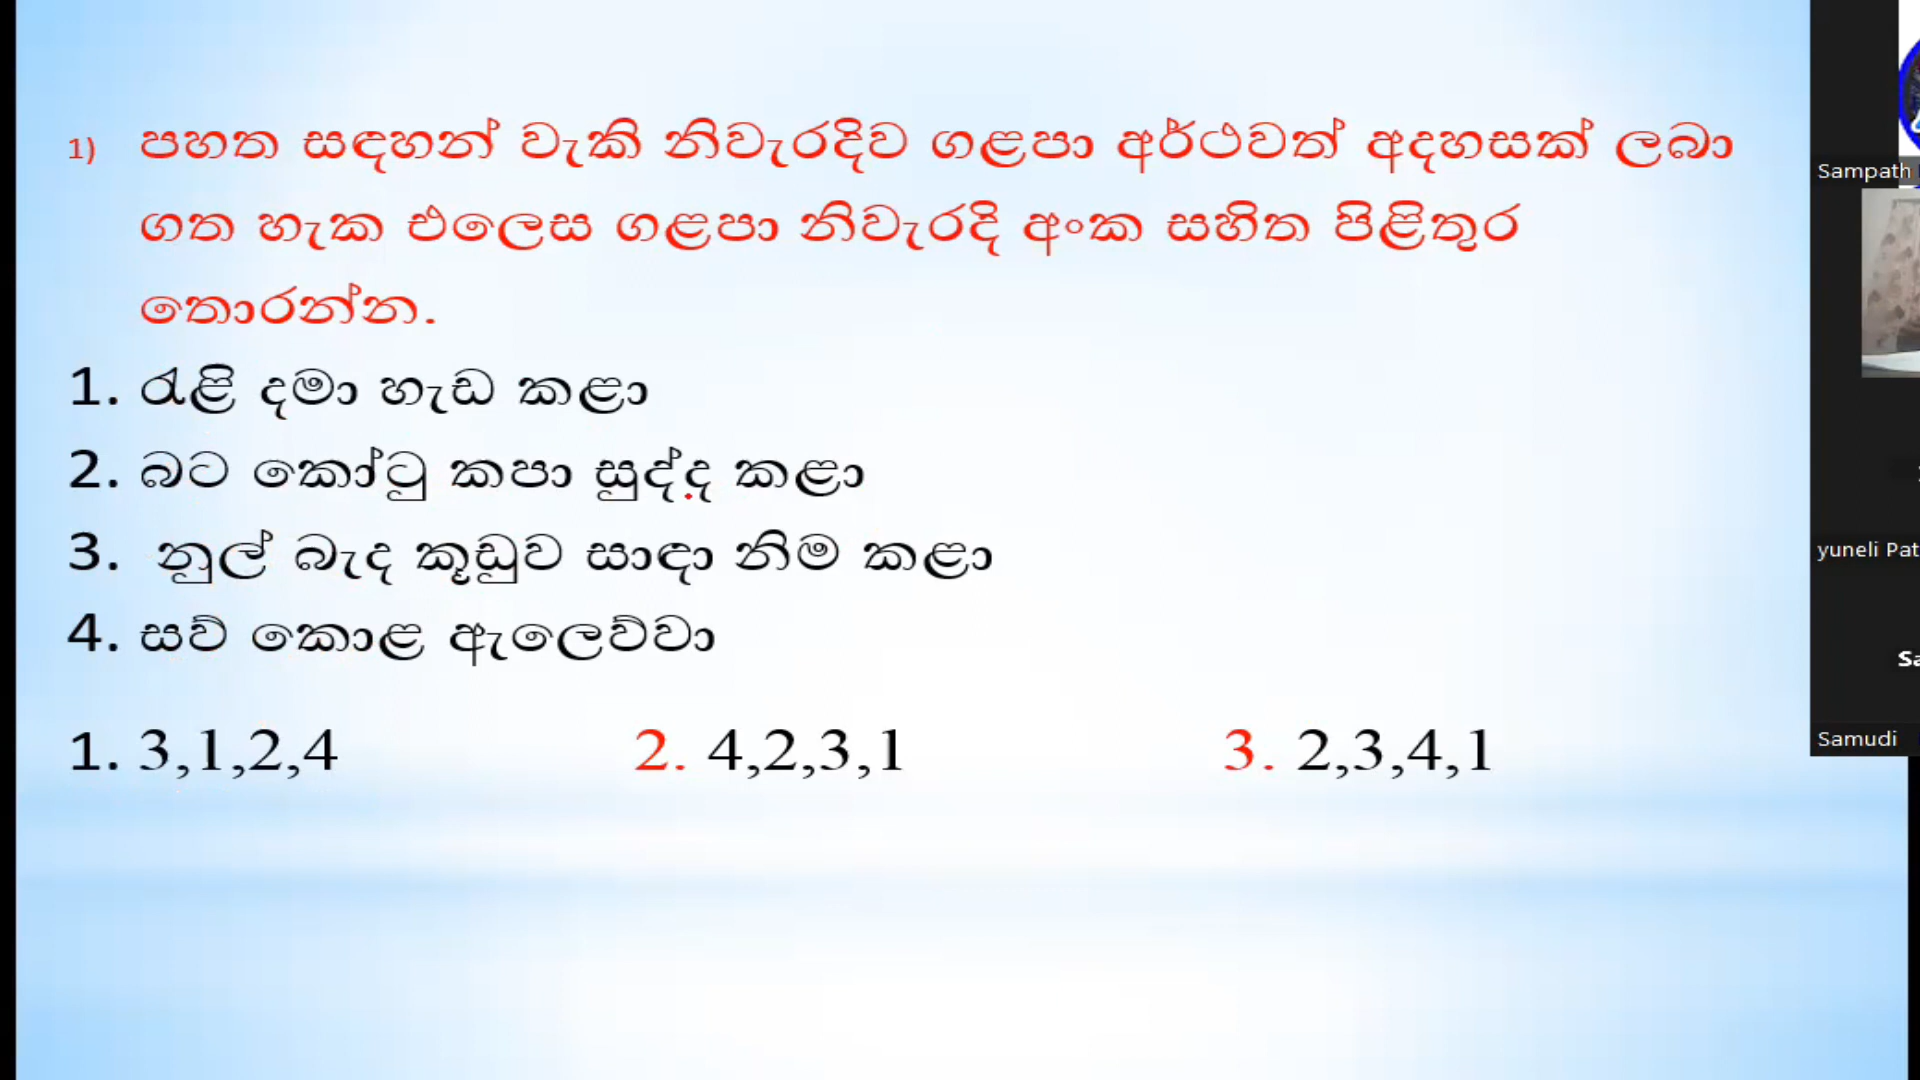 1) පහත සඳහන් වැකි නිවැරදිව ගළපා අර්ථවත් අදහසක් ලබා
ගත හැක එලෙස ගළපා නිවැරදි අංක සහිත පිළිතුර
තොරන්න.
1. රැළි දමා හැඩ කළා
2. බට කෝටු කපා සුද්ද කළා
3. නුල් බැද කූඩුව සාඳා නිම කළා
4. සව් කොළ ඇලෙව්වා
1. 3,1,2,4 2. 4,2,3,1 3. 2,3,4,1
Sampath
yuneli Pat
Sa
Samudi